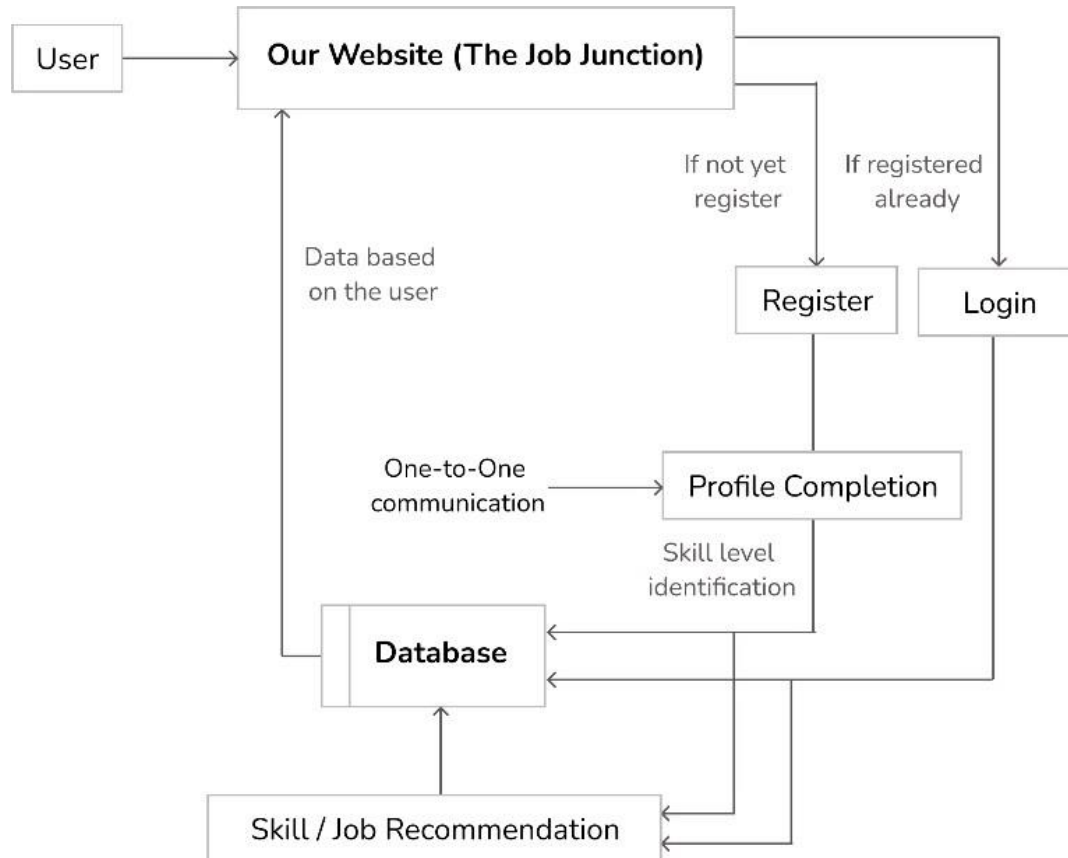 User
Our Website (The Job Junction)
If not yet
register
If registered
already
Data based
on the user
Register
Login
One-to-One
communication
Profile Completion
Skill level
identification
Database
Skill / Job Recommendation